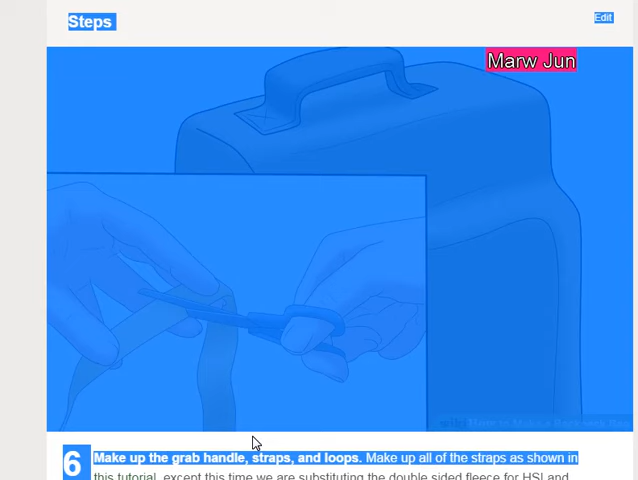 Steps
Edit
Marw Jun
6
Make up the grab handle, straps, and loops. Make up all of the straps as shown in
this tutorial, except this time we are substituting the double sided fleece for HSI and